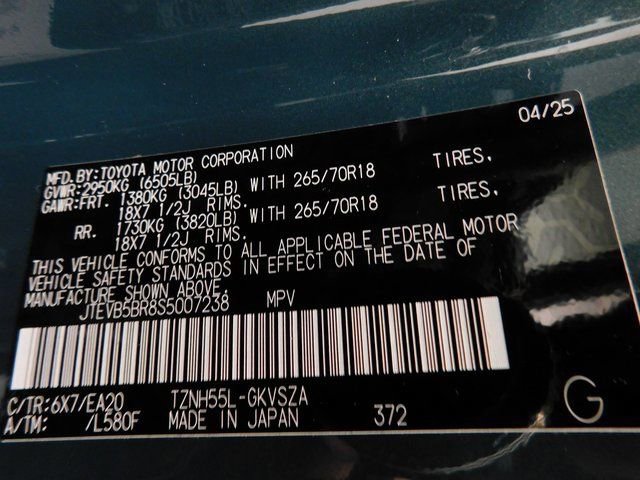 04/25
MFD. BY: TOYOTA MOTOR CORPORATION
GVWR: 2950KG (6505LB)
GAWR: FRT. 1380KG (3045LB) WITH 265/70R18 TIRES,
18X7 1/2J RIMS.
RR. 1730KG (3820LB) WITH 265/70R18 TIRES,
18X7 1/2J RIMS.
THIS VEHICLE CONFORMS TO ALL APPLICABLE FEDERAL MOTOR
VEHICLE SAFETY STANDARDS IN EFFECT ON THE DATE OF
MANUFACTURE SHOWN ABOVE.
JTEVB5BR8S5007238 MPV
C/TR: 6X7/EA20 TZNH55L-GKVSZA
A/TM: /L580F MADE IN JAPAN 372 G